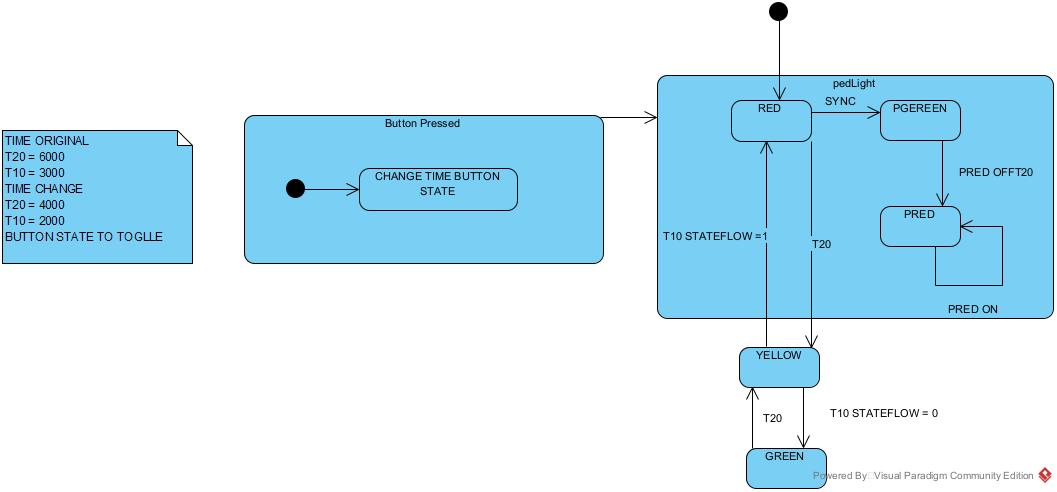 TIME ORIGINAL
T20 = 6000
T10 = 3000
TIME CHANGE
T20 = 4000
T10 = 2000
BUTTON STATE TO TOGLLE
Button Pressed
CHANGE TIME BUTTON
STATE
pedLight
RED
SYNC
PGEREEN
PRED OFFT20
PRED
T10 STATEFLOW =1
T20
PRED ON
YELLOW
T20
T10 STATEFLOW = 0
GREEN
Powered By Visual Paradigm Community Edition